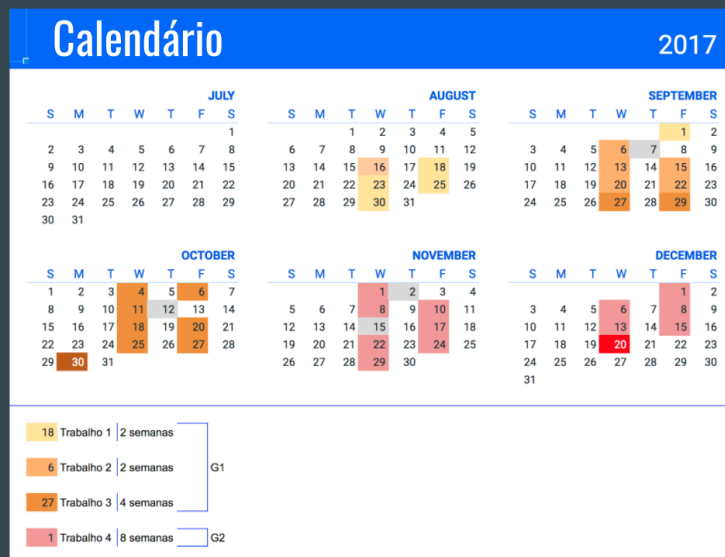 Calendário 2017
JULY
S M T W T F S
1
2 3 4 5 6 7 8
9 10 11 12 13 14 15
16 17 18 19 20 21 22
23 24 25 26 27 28 29
30 31
AUGUST
S M T W T F S
1 2 3 4 5
6 7 8 9 10 11 12
13 14 15 16 17 18 19
20 21 22 23 24 25 26
27 28 29 30 31
SEPTEMBER
S M T W T F S
1 2
3 4 5 6 7 8 9
10 11 12 13 14 15 16
17 18 19 20 21 22 23
24 25 26 27 28 29 30
OCTOBER
S M T W T F S
1 2 3 4 5 6 7
8 9 10 11 12 13 14
15 16 17 18 19 20 21
22 23 24 25 26 27 28
29 30 31
NOVEMBER
S M T W T F S
1 2 3 4
5 6 7 8 9 10 11
12 13 14 15 16 17 18
19 20 21 22 23 24 25
26 27 28 29 30
DECEMBER
S M T W T F S
1 2
3 4 5 6 7 8 9
10 11 12 13 14 15 16
17 18 19 20 21 22 23
24 25 26 27 28 29 30
31
18 Trabalho 1 2 semanas
6 Trabalho 2 2 semanas
G1
27 Trabalho 3 4 semanas
1 Trabalho 4 8 semanas G2